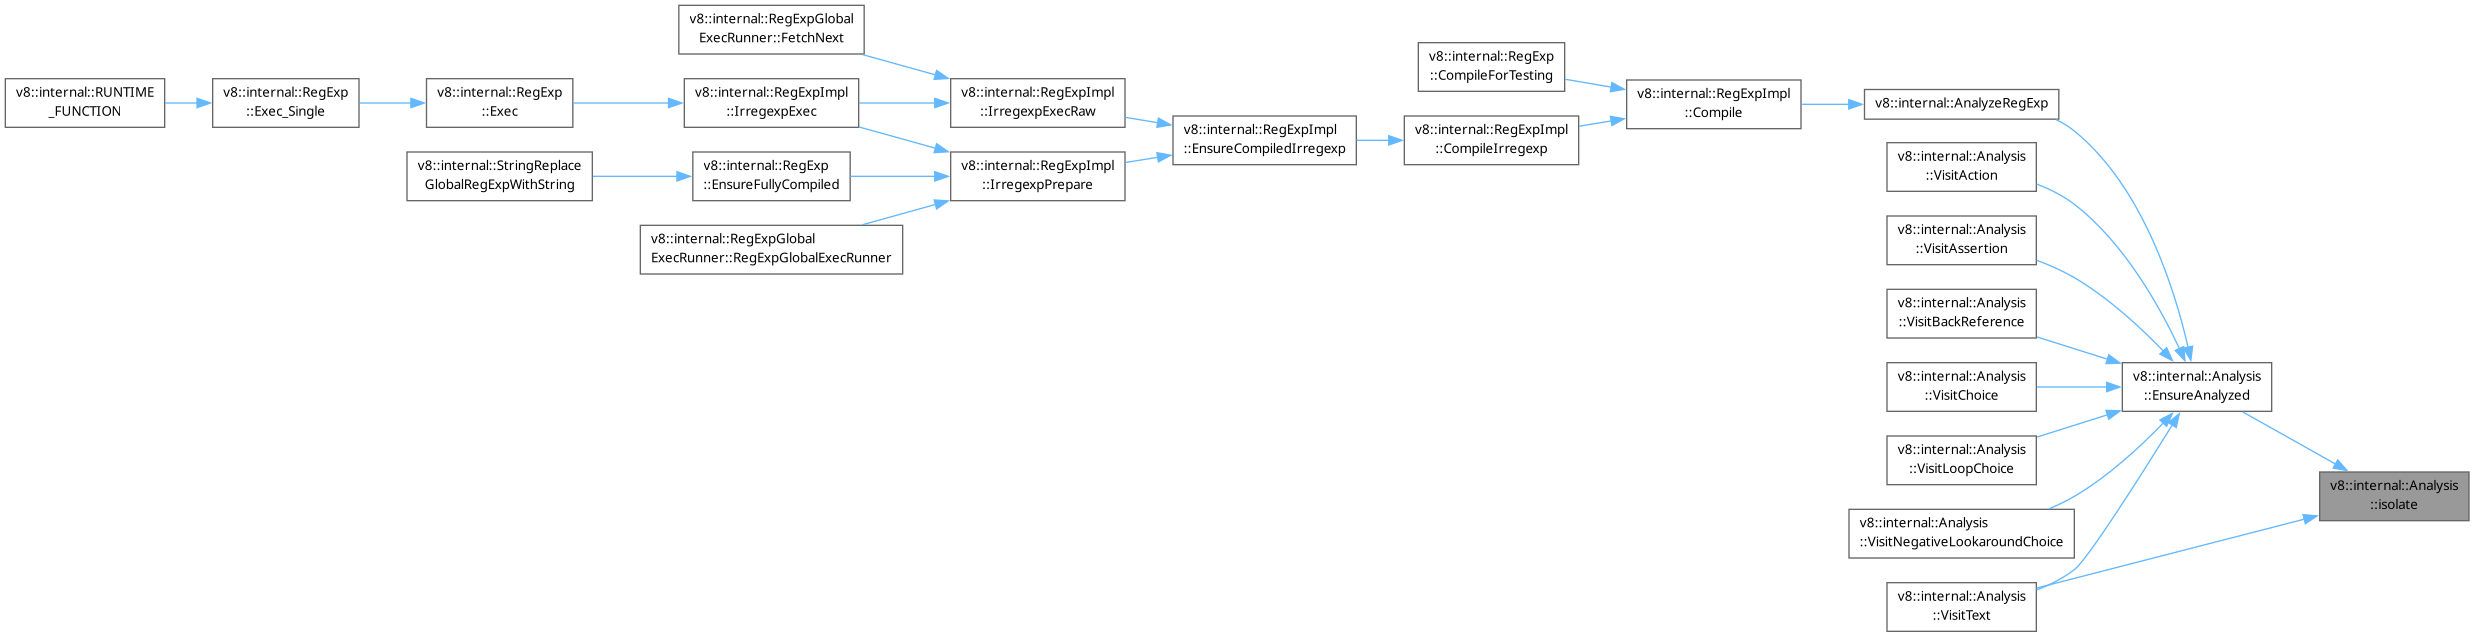 v8::internal::RUNTIME
_FUNCTION
v8::internal::RegExp
::Exec_Single
v8::internal::RegExp
::Exec
v8::internal::StringReplace
GlobalRegExpWithString
v8::internal::RegExpGlobal
ExecRunner::FetchNext
v8::internal::RegExpImpl
::IrregexpExec
v8::internal::RegExp
::EnsureFullyCompiled
v8::internal::RegExpGlobal
ExecRunner::RegExpGlobalExecRunner
v8::internal::RegExpImpl
::IrregexpExecRaw
v8::internal::RegExpImpl
::IrregexpPrepare
v8::internal::RegExpImpl
::EnsureCompiledIrregexp
v8::internal::RegExp
::CompileForTesting
v8::internal::RegExpImpl
::CompileIrregexp
v8::internal::RegExpImpl
::Compile
v8::internal::AnalyzeRegExp
v8::internal::Analysis
::VisitAction
v8::internal::Analysis
::VisitAssertion
v8::internal::Analysis
::VisitBackReference
v8::internal::Analysis
::VisitChoice
v8::internal::Analysis
::VisitLoopChoice
v8::internal::Analysis
::VisitNegativeLookaroundChoice
v8::internal::Analysis
::VisitText
v8::internal::Analysis
::EnsureAnalyzed
v8::internal::Analysis
::isolate